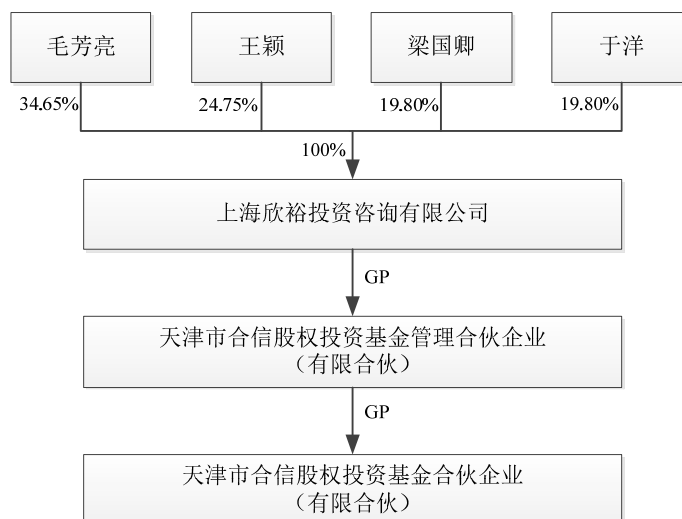 毛芳亮 王颖 梁国卿 于洋
34.65% 24.75% 19.80% 19.80%
100%
上海欣裕投资咨询有限公司
GP
天津市合信股权投资基金管理合伙企业
（有限合伙）
GP
天津市合信股权投资基金合伙企业
（有限合伙）